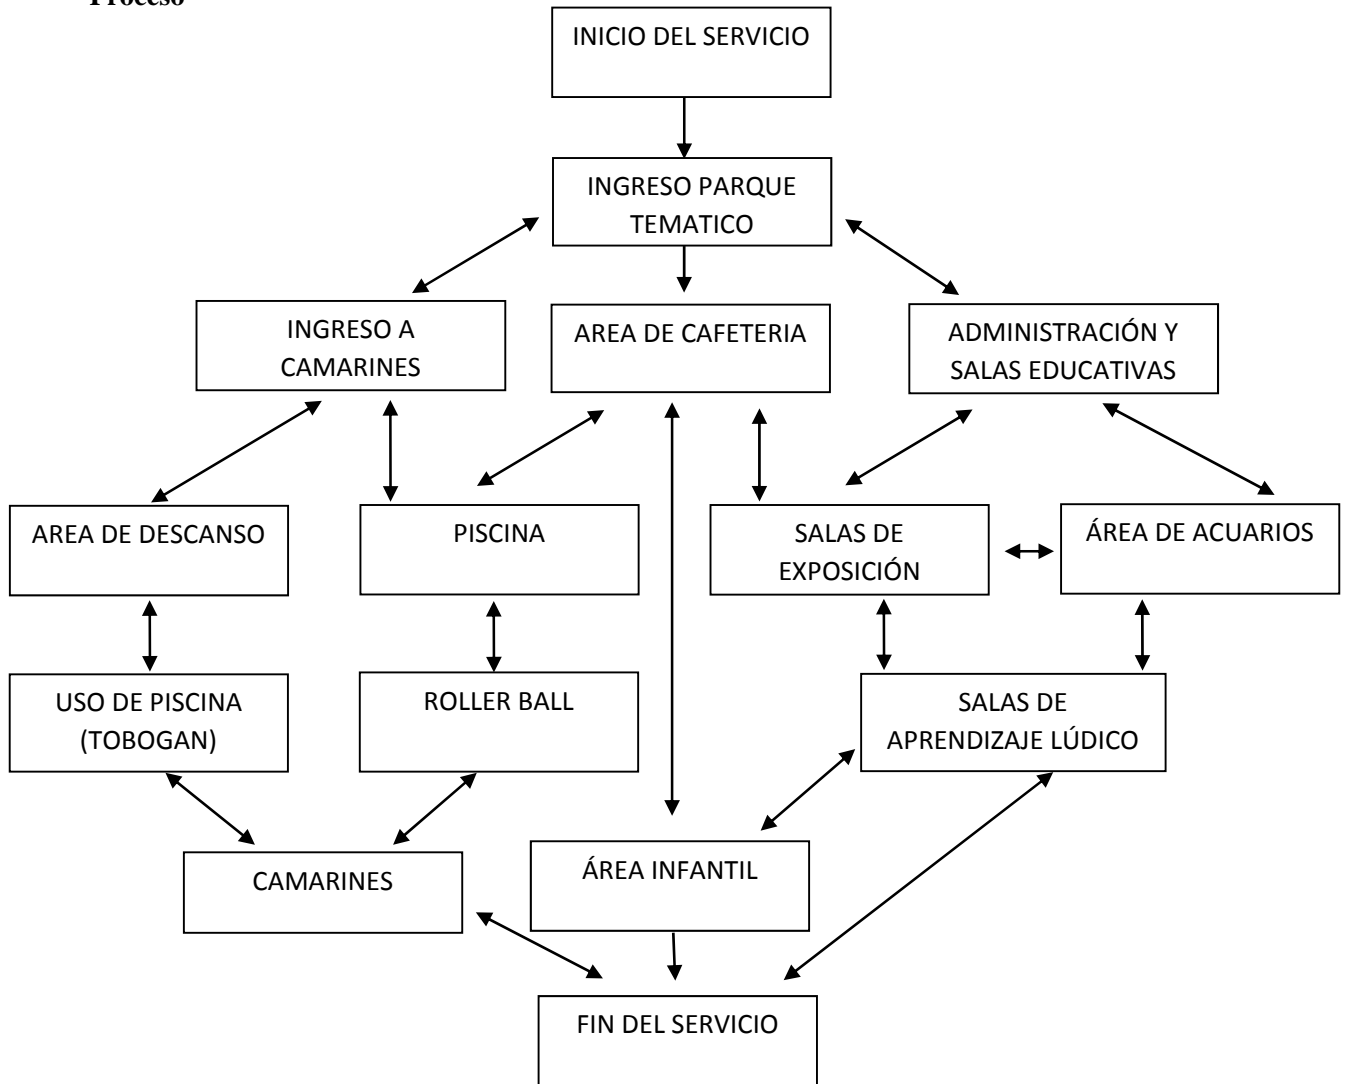 Proceso
INICIO DEL SERVICIO
INGRESO PARQUE
TEMATICO
INGRESO A
CAMARINES
AREA DE CAFETERIA
ADMINISTRACIÓN Y
SALAS EDUCATIVAS
AREA DE DESCANSO
PISCINA
SALAS DE
EXPOSICIÓN
ÁREA DE ACUARIOS
USO DE PISCINA
(TOBOGAN)
ROLLER BALL
SALAS DE
APRENDIZAJE LÚDICO
CAMARINES
ÁREA INFANTIL
FIN DEL SERVICIO